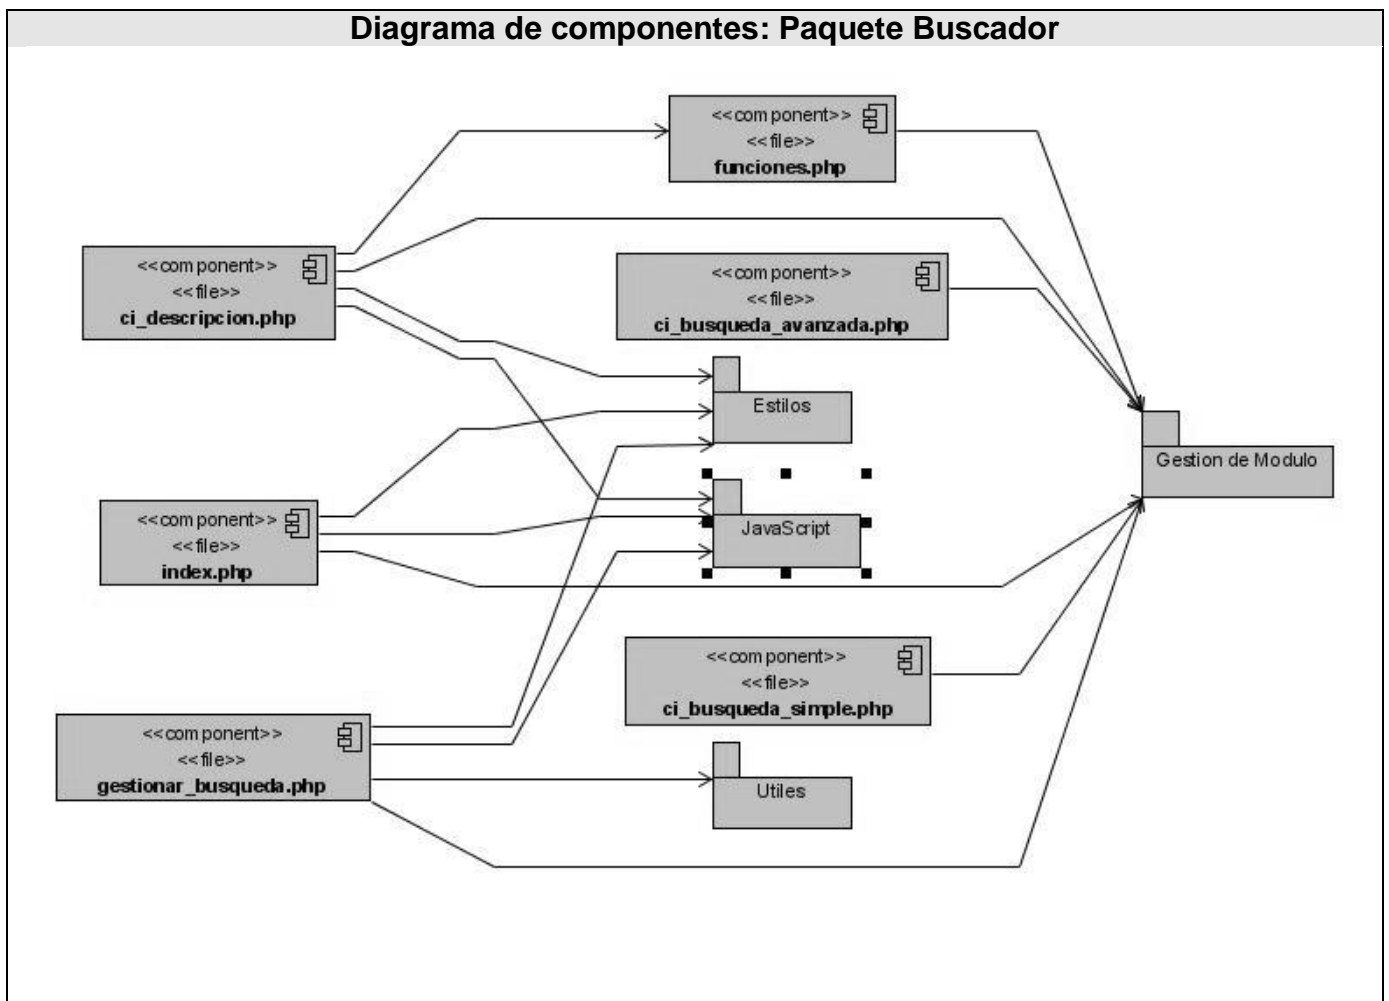 Diagrama de componentes: Paquete Buscador
<<component>>
<<file>>
funciones.php
<<component>>
<<file>>
ci_descripcion.php
<<component>>
<<file>>
ci_busqueda_avanzada.php
Estilos
Gestion de Modulo
<<component>>
<<file>>
index.php
JavaScript
<<component>>
<<file>>
ci_busqueda_simple.php
<<component>>
<<file>>
gestionar_busqueda.php
Utiles